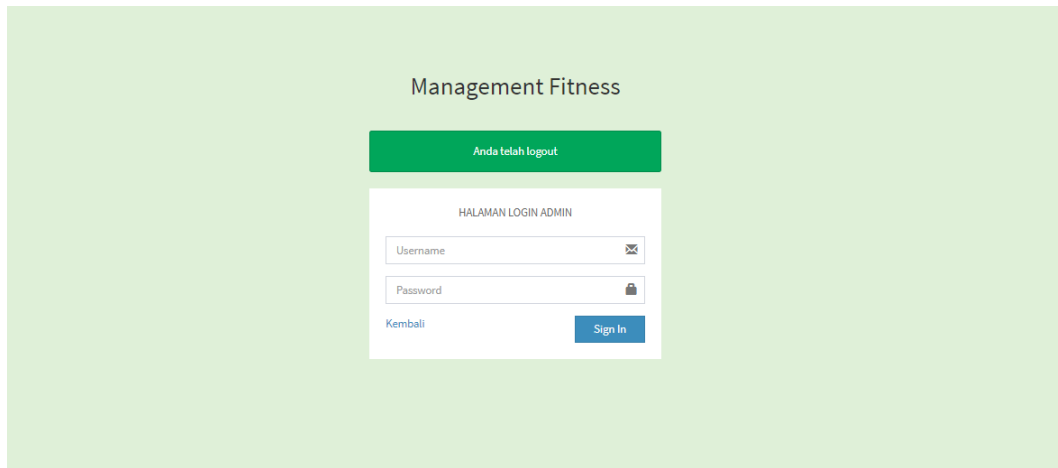 Management Fitness
Anda telah logout
HALAMAN LOGIN ADMIN
Username
Password
Kembali
Sign In